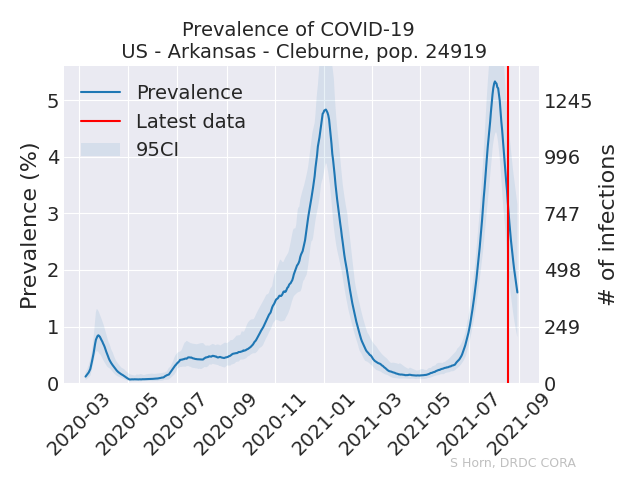 Prevalence of COVID-19
US - Arkansas - Cleburne, pop. 24919
Prevalence
Latest data
95CI
Prevalence (%)
5
4
3
2
1
0
1245
996
747
498
249
0
# of infections
2020-03
2020-05
2020-07
2020-09
2020-11
2021-01
2021-03
2021-05
2021-07
2021-09
S Horn, DRDC CORA